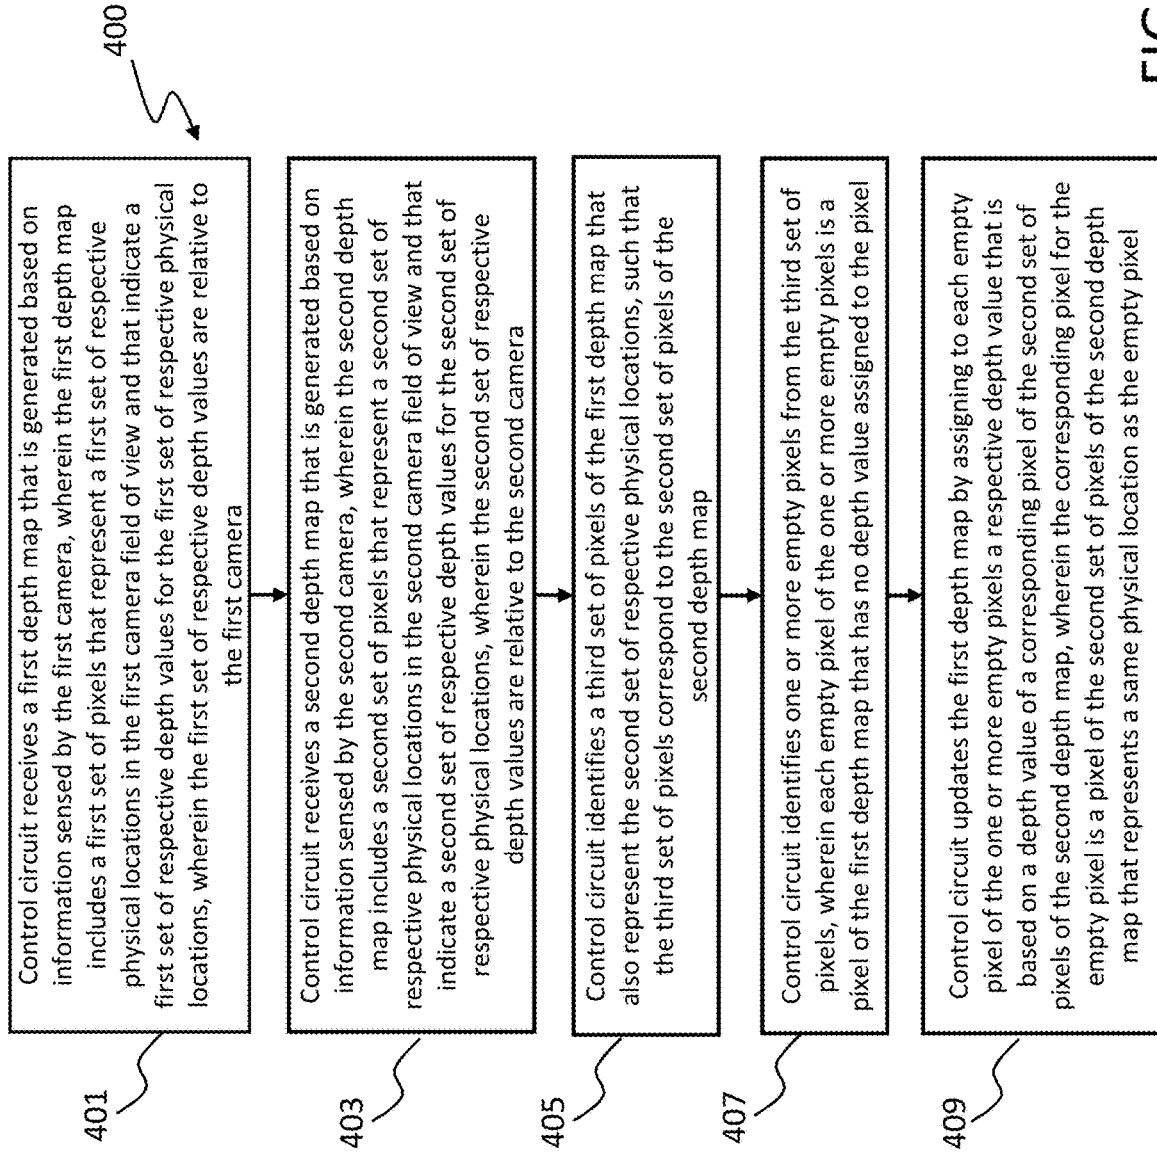 400
401
Control circuit receives a first depth map that is generated based on
information sensed by the first camera, wherein the first depth map
includes a first set of pixels that represent a first set of respective
physical locations in the first camera field of view and that indicate a
first set of respective depth values for the first set of respective physical
locations, wherein the first set of respective depth values are relative to
the first camera
403
Control circuit receives a second depth map that is generated based on
information sensed by the second camera, wherein the second depth
map includes a second set of pixels that represent a second set of
respective physical locations in the second camera field of view and that
indicate a second set of respective depth values for the second set of
respective physical locations, wherein the second set of respective
depth values are relative to the second camera
405
Control circuit identifies a third set of pixels of the first depth map that
also represent the second set of respective physical locations, such that
the third set of pixels correspond to the second set of pixels of the
second depth map
407
Control circuit identifies one or more empty pixels from the third set of
pixels, wherein each empty pixel of the one or more empty pixels is a
pixel of the first depth map that has no depth value assigned to the pixel
409
Control circuit updates the first depth map by assigning to each empty
pixel of the one or more empty pixels a respective depth value that is
based on a depth value of a corresponding pixel of the second set of
pixels of the second depth map, wherein the corresponding pixel for the
empty pixel is a pixel of the second set of pixels of the second depth
map that represents a same physical location as the empty pixel